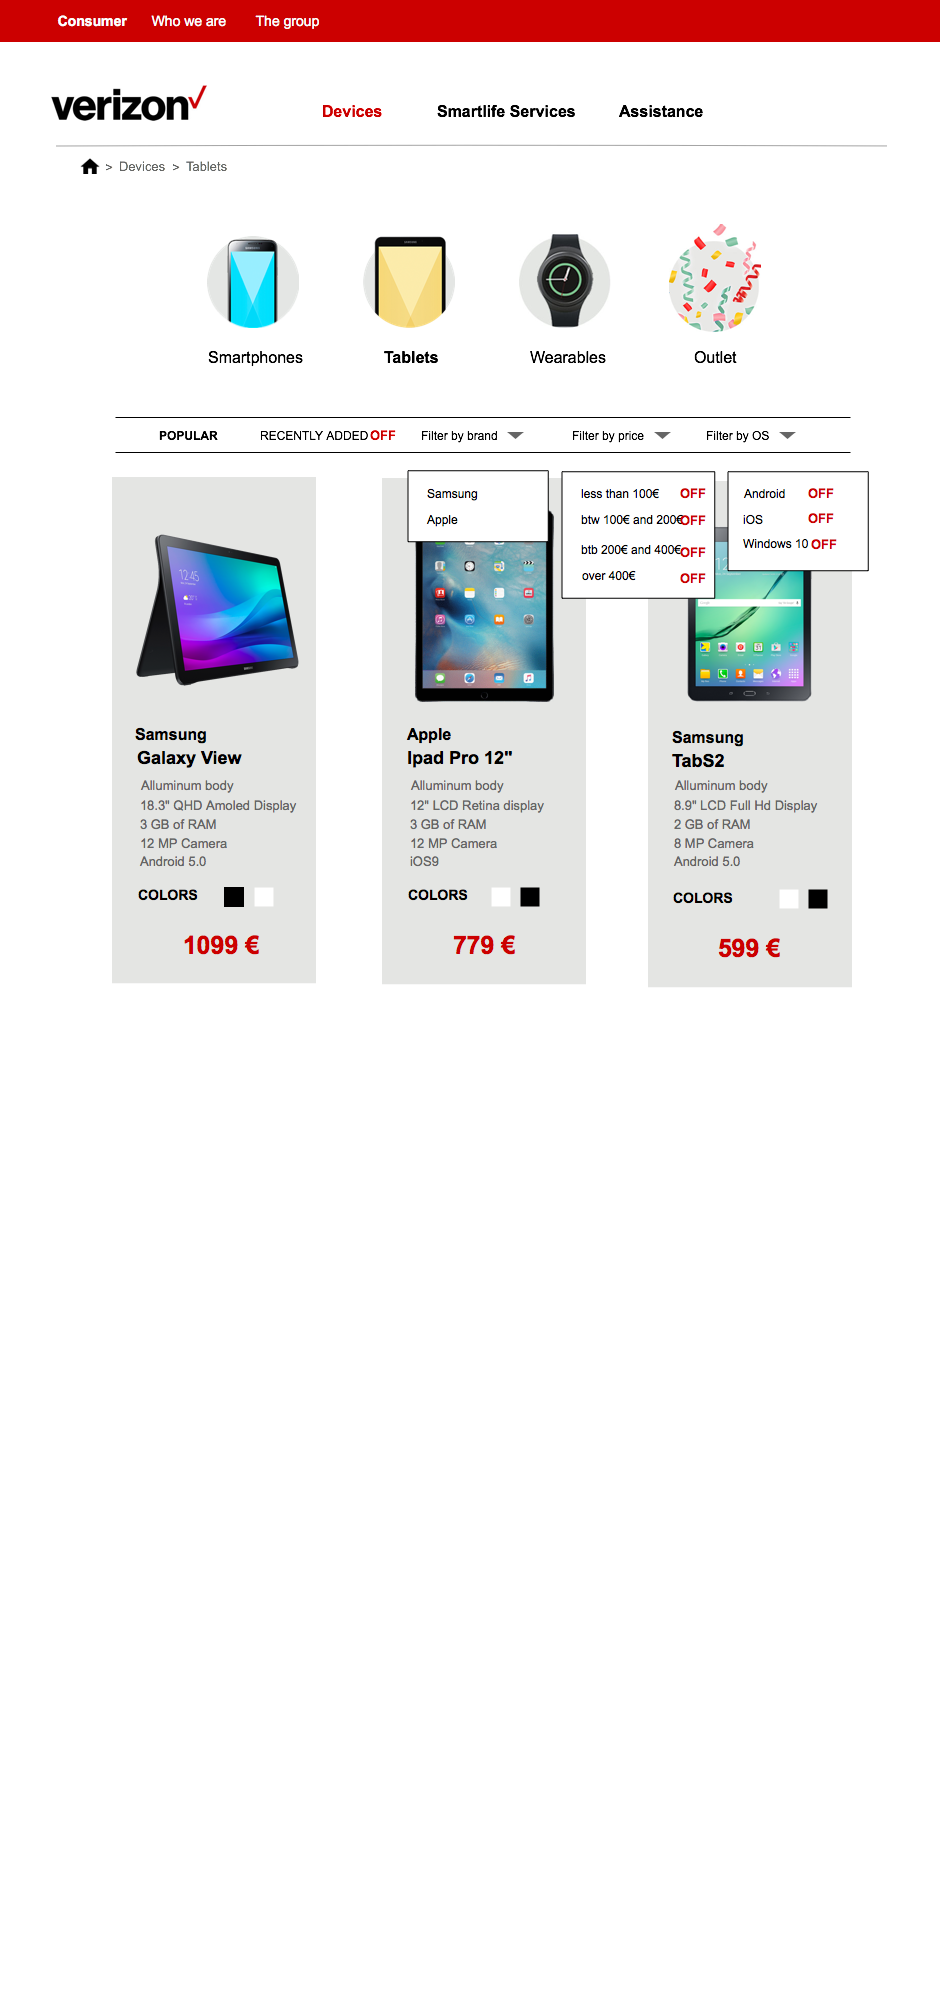 Consumer Who we are The group
verizon
Devices Smartlife Services Assistance
> Devices > Tablets
Smartphones Tablets Wearables Outlet
POPULAR RECENTLY ADDED OFF Filter by brand Filter by price Filter by OS
Samsung
Apple
less than 100€ OFF
btw 100€ and 200€ OFF
btb 200€ and 400€ OFF
over 400€ OFF
Android OFF
iOS OFF
Windows 10 OFF
12:45
Samsung
Galaxy View
Alluminum body
18.3" QHD Amoled Display
3 GB of RAM
12 MP Camera
Android 5.0
COLORS
1099 €
Apple
Ipad Pro 12"
Alluminum body
12" LCD Retina display
3 GB of RAM
12 MP Camera
iOS9
COLORS
779 €
Samsung
TabS2
Alluminum body
8.9" LCD Full Hd Display
2 GB of RAM
8 MP Camera
Android 5.0
COLORS
599 €